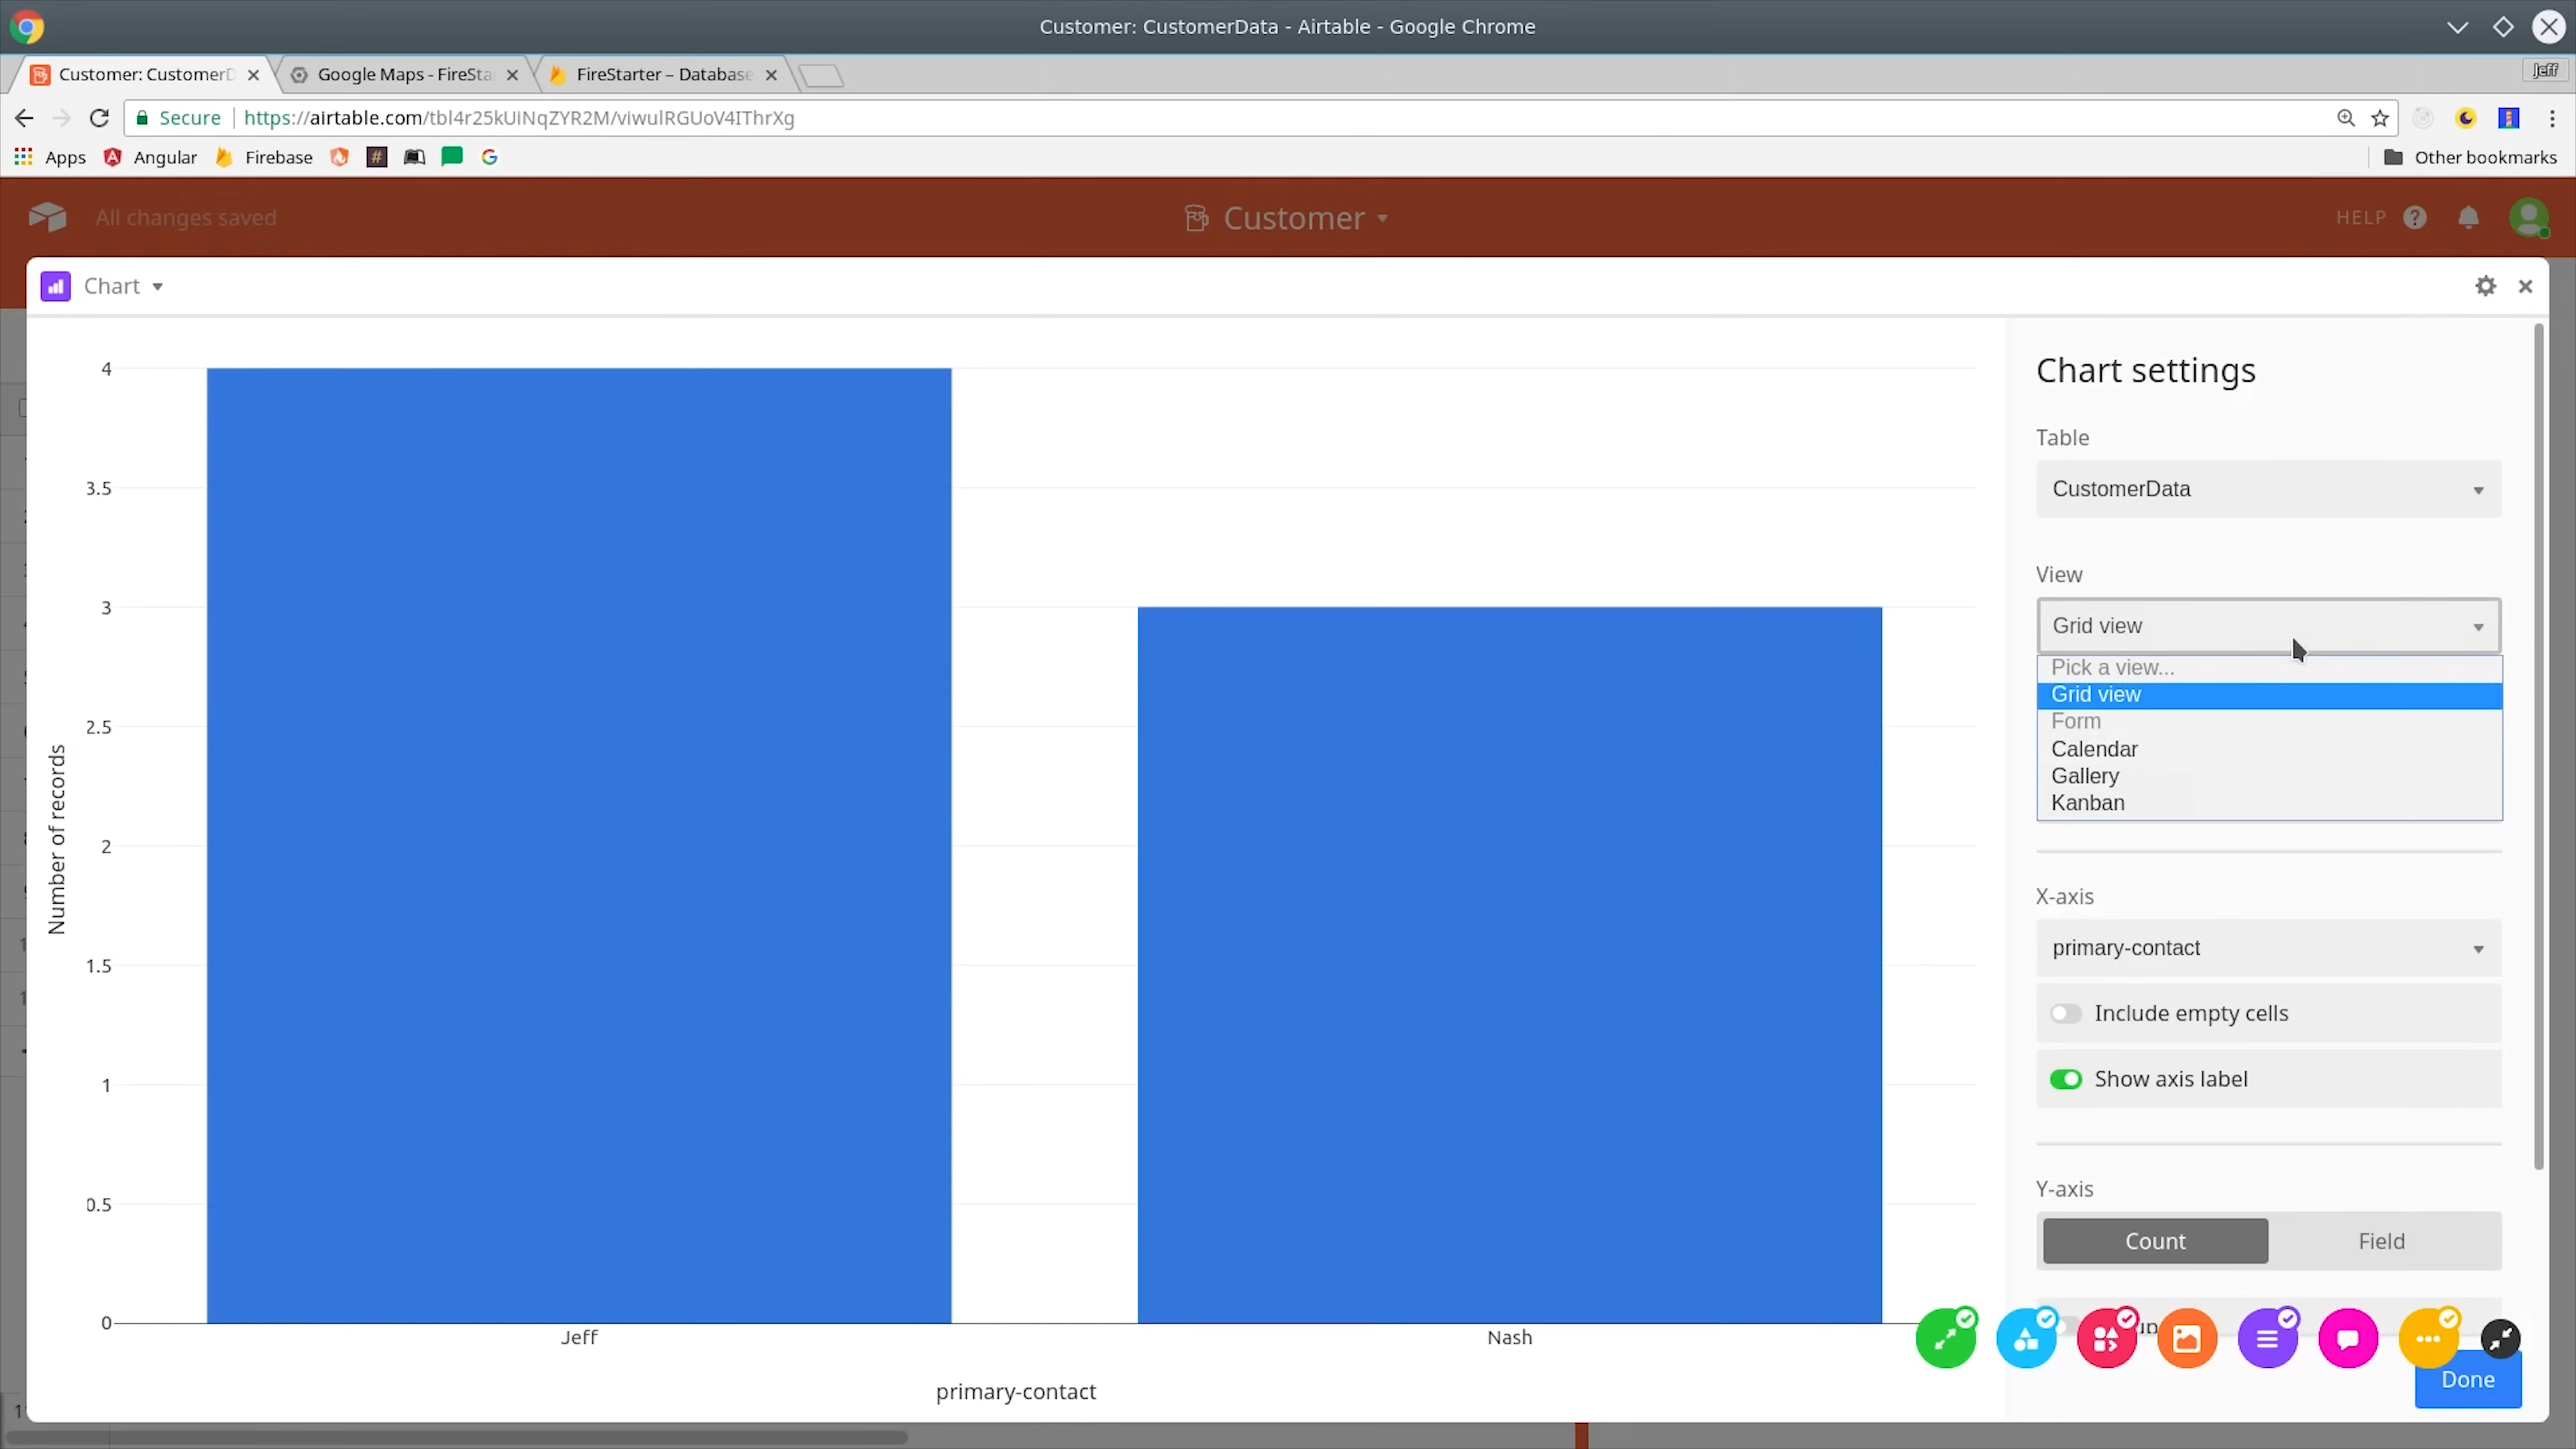 Customer: CustomerData - Airtable - Google Chrome
Customer: CustomerD
Google Maps - FireSta
FireStarter – Database
Jeff
Secure
https://airtable.com/tbl4r25kUiNqZYR2M/viwulRGUoV4IThrXg
Apps
Angular
Firebase
#
Other bookmarks
All changes saved
Customer
HELP
Chart
Number of records
4
3.5
3
2.5
2
1.5
1
0.5
0
Jeff
Nash
primary-contact
Chart settings
Table
CustomerData
View
Grid view
Pick a view...
Grid view
Form
Calendar
Gallery
Kanban
X-axis
primary-contact
Include empty cells
Show axis label
Y-axis
Count
Field
Done